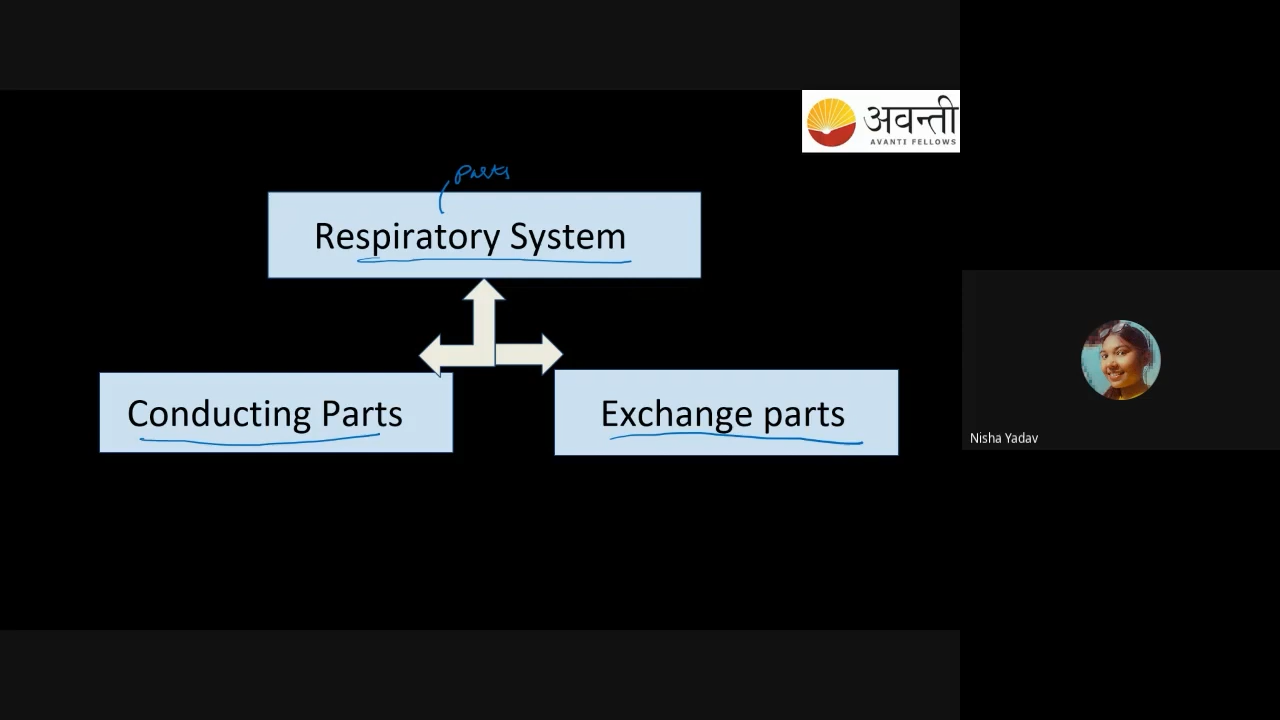 अवन्ती
AVANTI FELLOWS
parts
Respiratory System
Conducting Parts
Exchange parts
Nisha Yadav